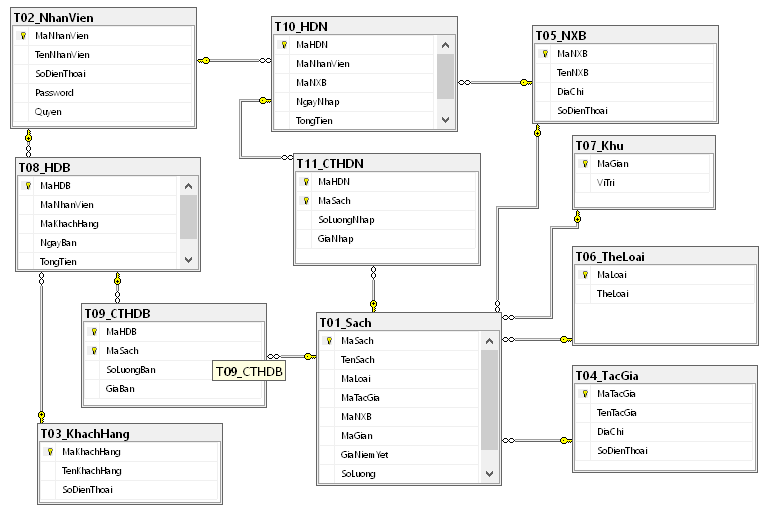 T02_NhanVien
MaNhanVien
TenNhanVien
SoDienThoai
Password
Quyen
T10_HDN
MaHDN
MaNhanVien
MaNXB
NgayNhap
TongTien
T05_NXB
MaNXB
TenNXB
DiaChi
SoDienThoai
T07_Khu
MaGian
ViTri
T08_HDB
MaHDB
MaNhanVien
MaKhachHang
NgayBan
TongTien
T11_CTHDN
MaHDN
MaSach
SoLuongNhap
GiaNhap
T06_TheLoai
MaLoai
TheLoai
T09_CTHDB
MaHDB
MaSach
SoLuongBan
GiaBan
T09_CTHDB
T01_Sach
MaSach
TenSach
MaLoai
MaTacGia
MaNXB
MaGian
GiaNiemYet
SoLuong
T04_TacGia
MaTacGia
TenTacGia
DiaChi
SoDienThoai
T03_KhachHang
MaKhachHang
TenKhachHang
SoDienThoai